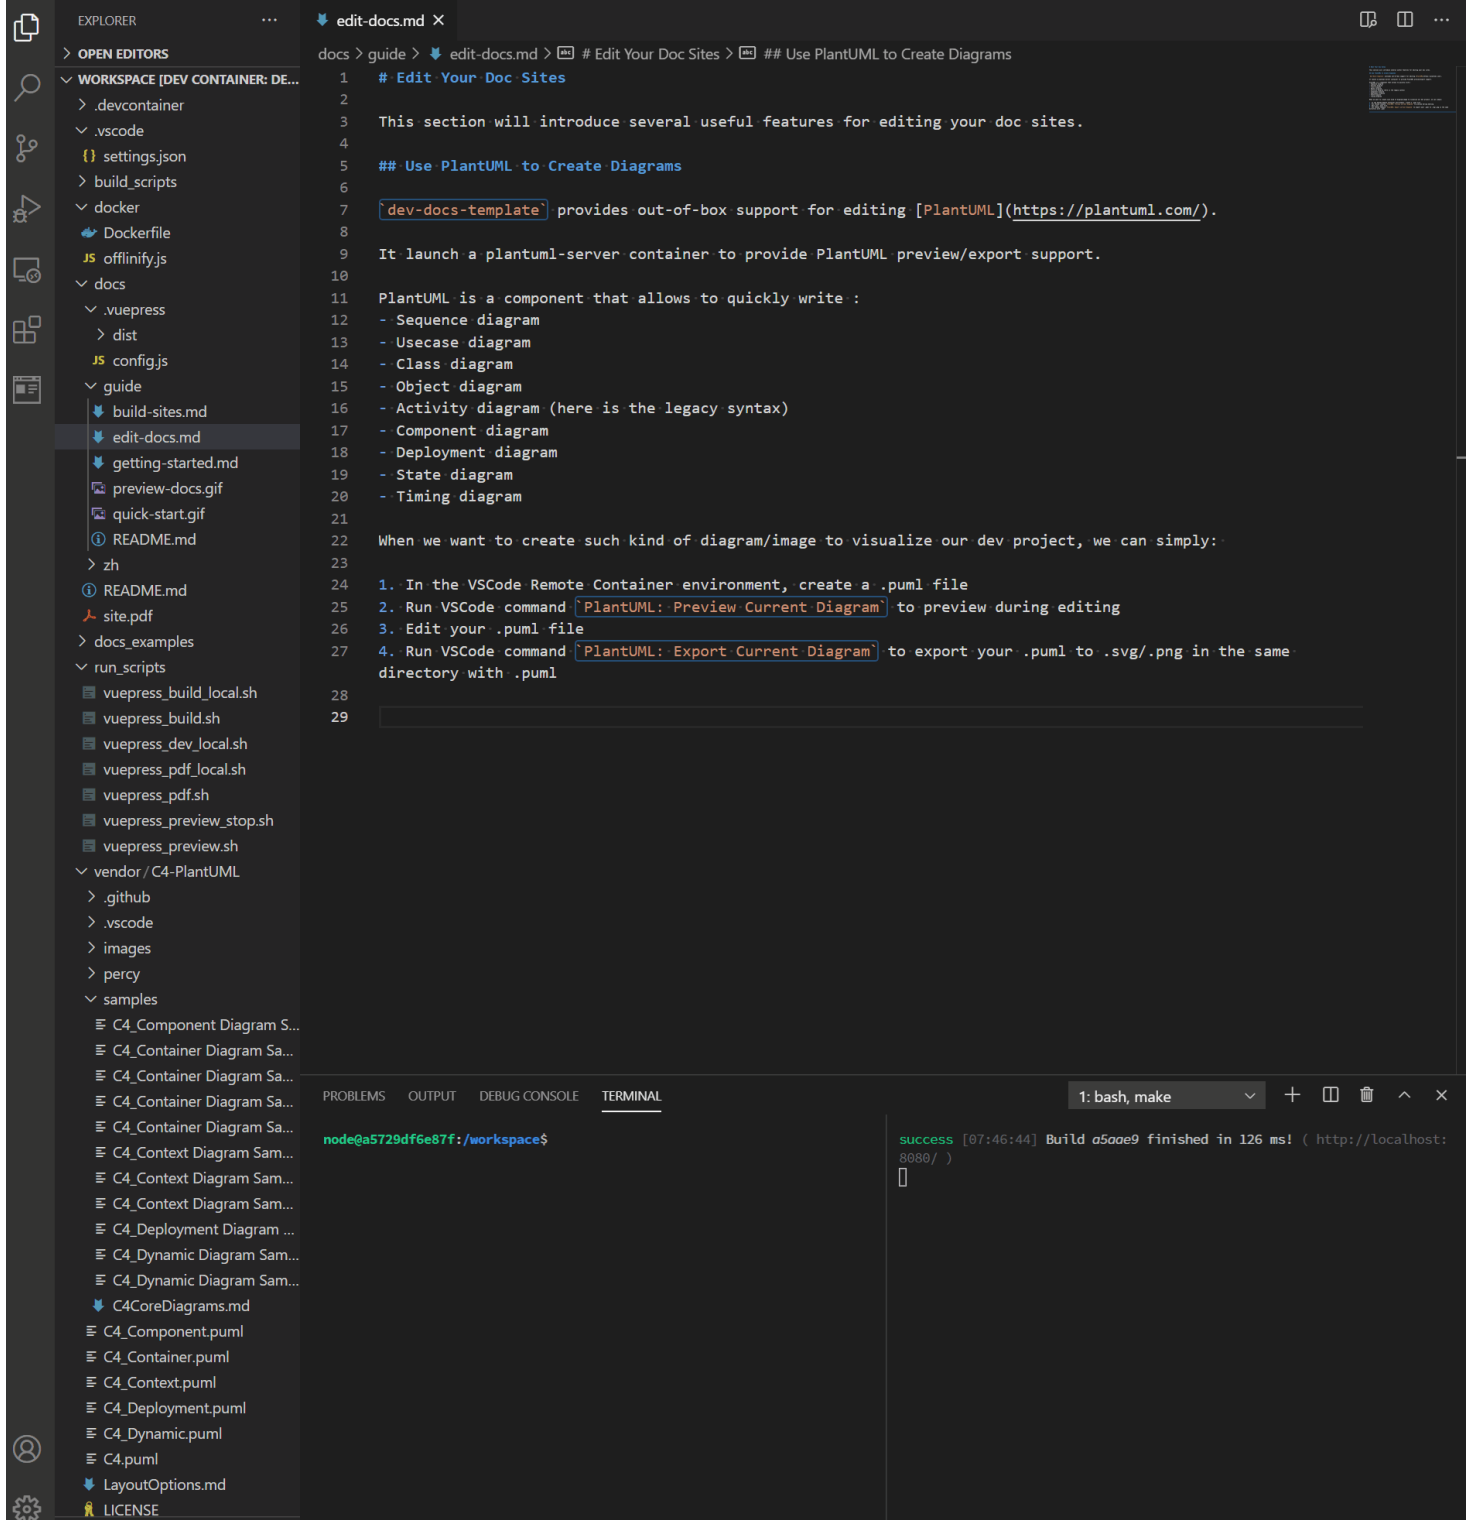 EXPLORER
OPEN EDITORS
WORKSPACE [DEV CONTAINER: DE...
.devcontainer
.vscode
{} settings.json
build_scripts
docker
Dockerfile
JS offlinify.js
docs
.vuepress
dist
JS config.js
guide
build-sites.md
edit-docs.md
getting-started.md
preview-docs.gif
quick-start.gif
README.md
zh
README.md
site.pdf
docs_examples
run_scripts
vuepress_build_local.sh
vuepress_build.sh
vuepress_dev_local.sh
vuepress_pdf_local.sh
vuepress_pdf.sh
vuepress_preview_stop.sh
vuepress_preview.sh
vendor/C4-PlantUML
.github
.vscode
images
percy
samples
C4_Component Diagram S...
C4_Container Diagram Sa...
C4_Container Diagram Sa...
C4_Container Diagram Sa...
C4_Container Diagram Sa...
C4_Context Diagram Sam...
C4_Context Diagram Sam...
C4_Context Diagram Sam...
C4_Deployment Diagram ...
C4_Dynamic Diagram Sam...
C4_Dynamic Diagram Sam...
C4CoreDiagrams.md
C4_Component.puml
C4_Container.puml
C4_Context.puml
C4_Deployment.puml
C4_Dynamic.puml
C4.puml
LayoutOptions.md
LICENSE
edit-docs.md
docs > guide > edit-docs.md > # Edit Your Doc Sites > ## Use PlantUML to Create Diagrams
1 # Edit Your Doc Sites
2
3 This section will introduce several useful features for editing your doc sites.
4
5 ## Use PlantUML to Create Diagrams
6
7 `dev-docs-template` provides out-of-box support for editing [PlantUML](https://plantuml.com/).
8
9 It launch a plantuml-server container to provide PlantUML preview/export support.
10
11 PlantUML is a component that allows to quickly write :
12 - Sequence diagram
13 - Usecase diagram
14 - Class diagram
15 - Object diagram
16 - Activity diagram (here is the legacy syntax)
17 - Component diagram
18 - Deployment diagram
19 - State diagram
20 - Timing diagram
21
22 When we want to create such kind of diagram/image to visualize our dev project, we can simply:
23
24 1. In the VSCode Remote Container environment, create a .puml file
25 2. Run VSCode command `PlantUML: Preview Current Diagram` to preview during editing
26 3. Edit your .puml file
27 4. Run VSCode command `PlantUML: Export Current Diagram` to export your .puml to .svg/.png in the same
directory with .puml
28
29
PROBLEMS OUTPUT DEBUG CONSOLE TERMINAL
1: bash, make
node@a5729df6e87f:/workspace$
success [07:46:44] Build a5aae9 finished in 126 ms! ( http://localhost:
8080/ )